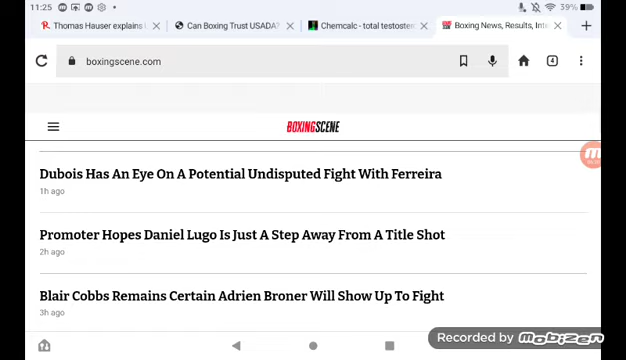 11:25
39%
Thomas Hauser explains U
Can Boxing Trust USADA?
Chemcalc - total testoster
Boxing News, Results, Inte
boxingscene.com
4
BOXINGSCENE
Dubois Has An Eye On A Potential Undisputed Fight With Ferreira
1h ago
Promoter Hopes Daniel Lugo Is Just A Step Away From A Title Shot
2h ago
Blair Cobbs Remains Certain Adrien Broner Will Show Up To Fight
3h ago
Recorded by Mobizen